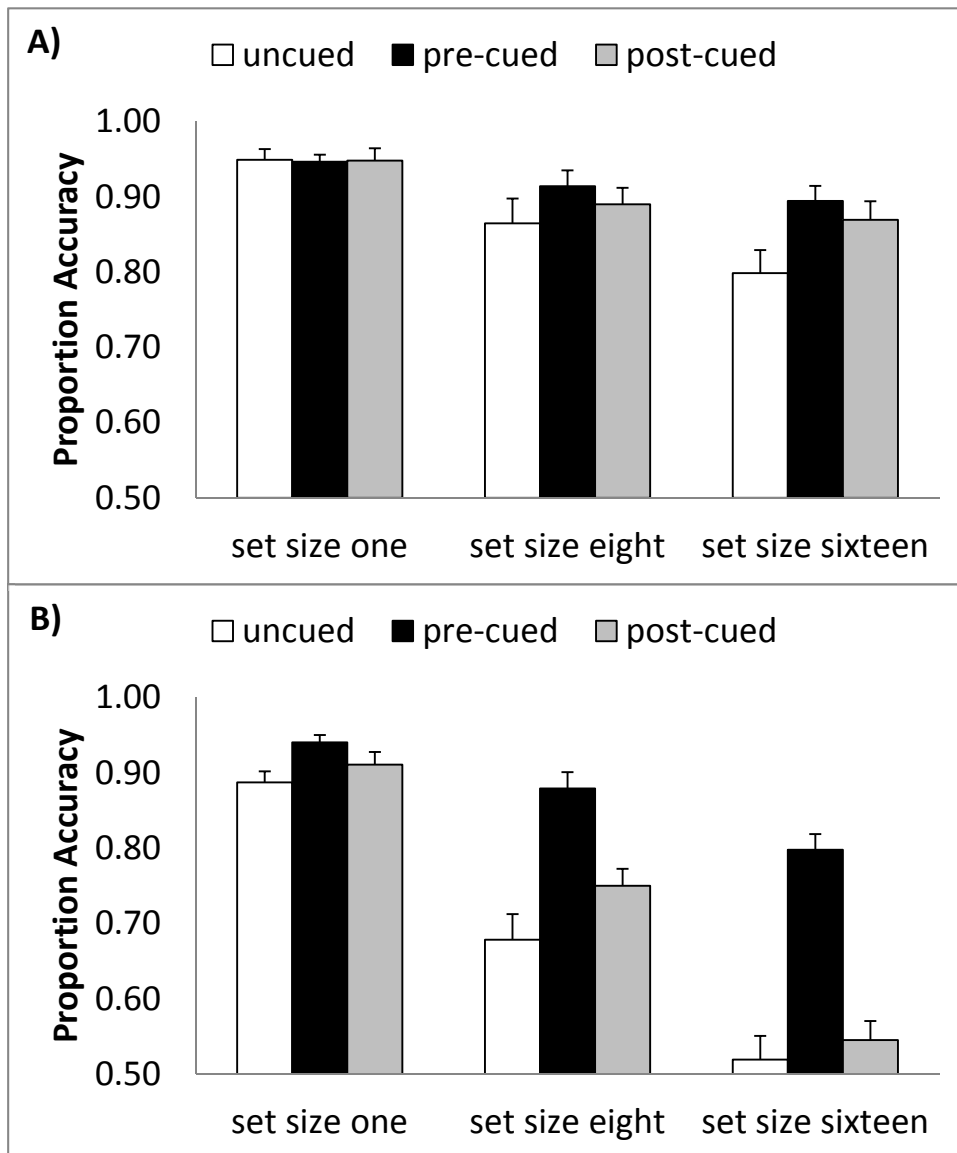 A)
uncued pre-cued post-cued
Proportion Accuracy
1.00
0.90
0.80
0.70
0.60
0.50
set size one set size eight set size sixteen
B)
uncued pre-cued post-cued
Proportion Accuracy
1.00
0.90
0.80
0.70
0.60
0.50
set size one set size eight set size sixteen